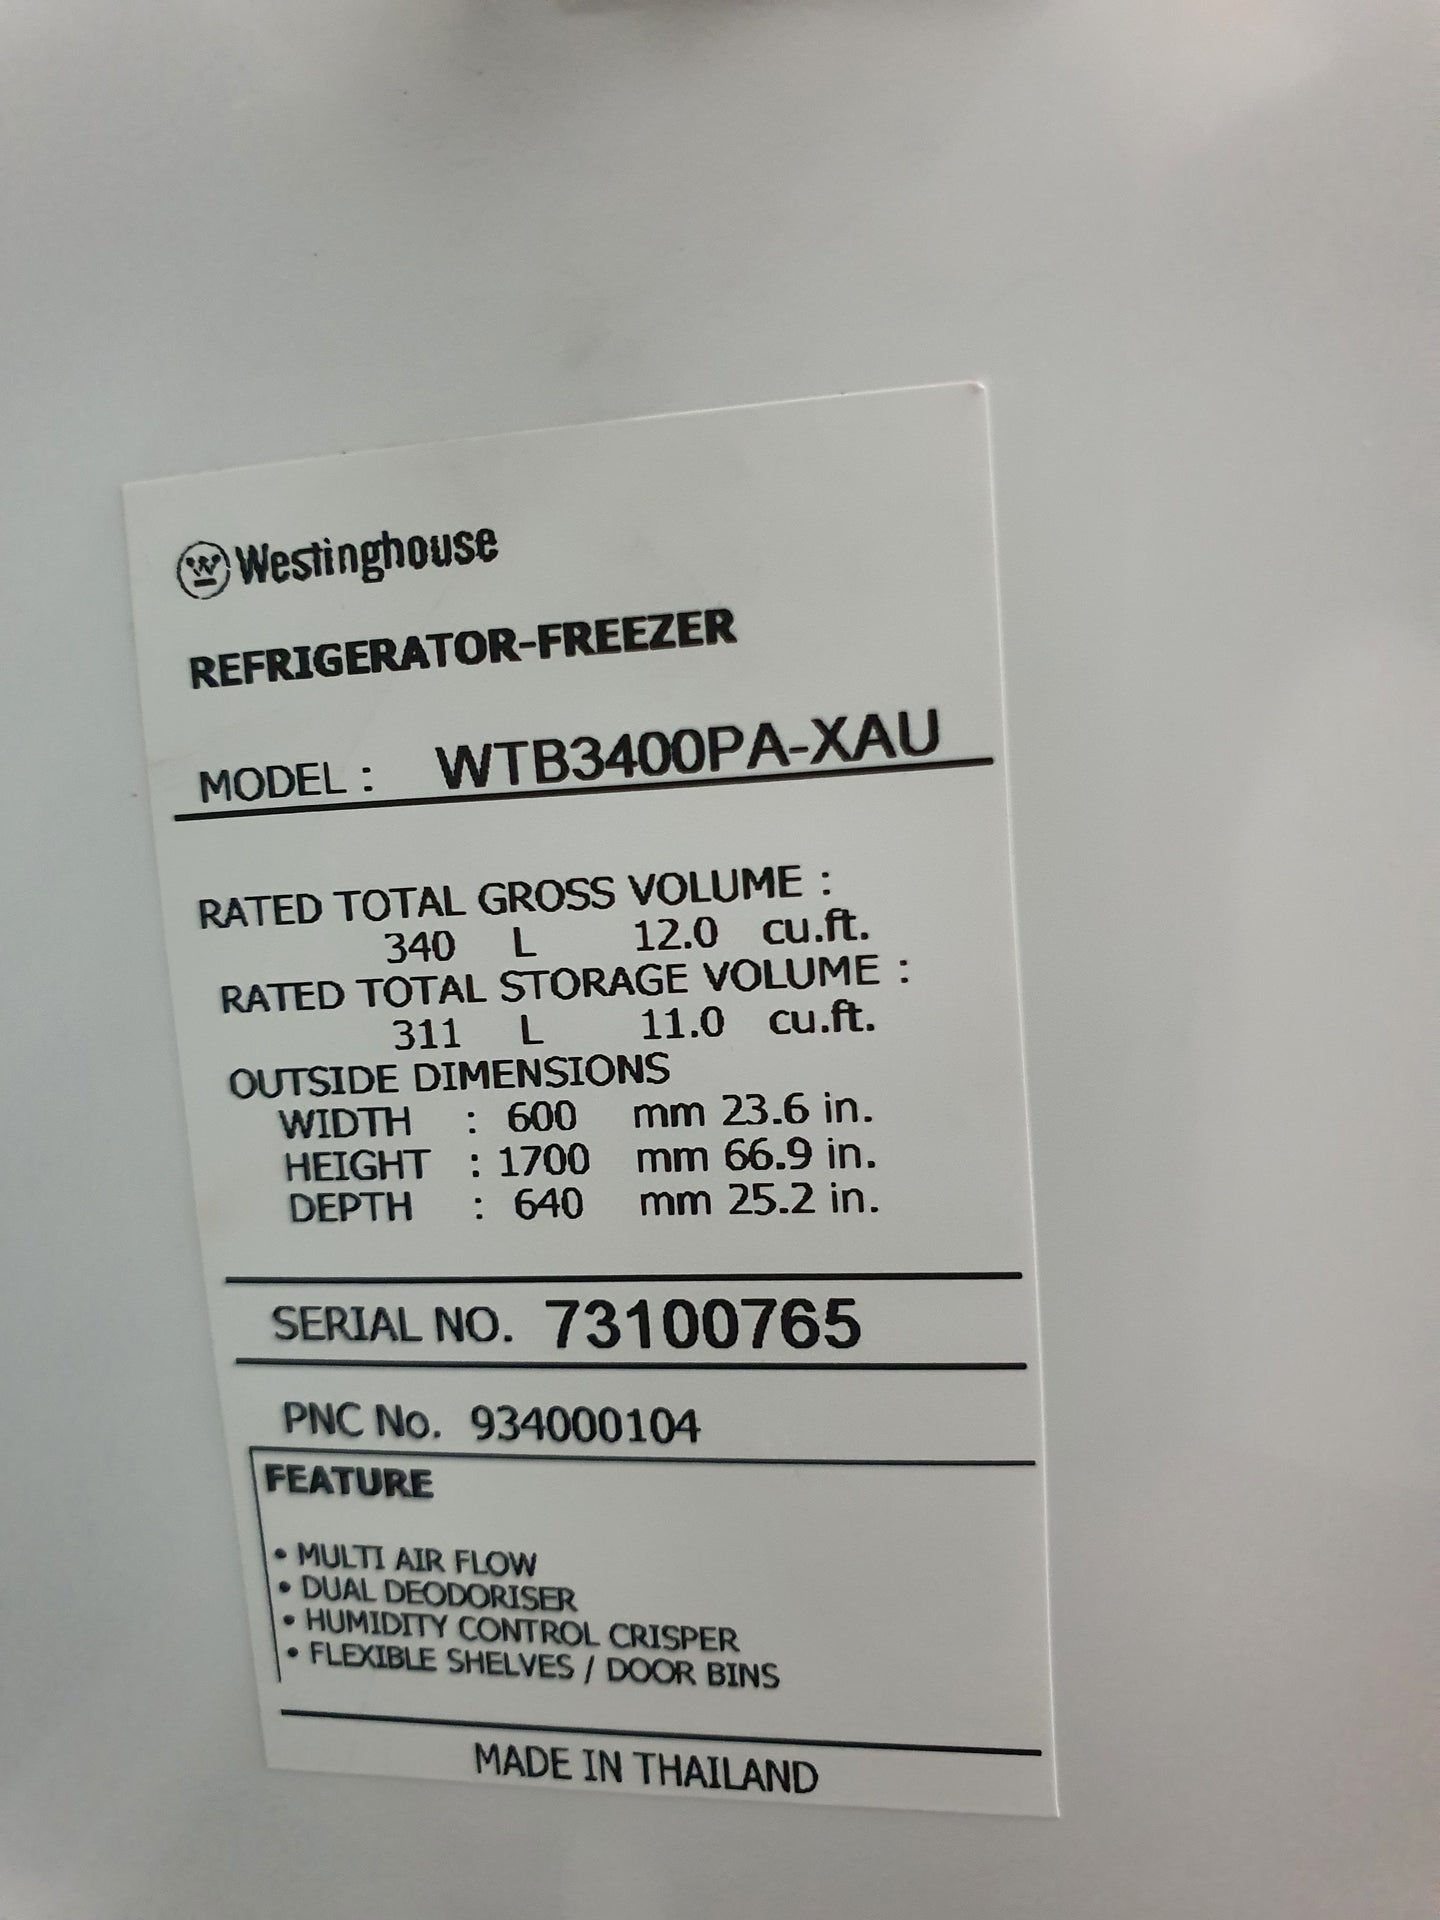 Westinghouse
REFRIGERATOR-FREEZER
MODEL : WTB3400PA-XAU
RATED TOTAL GROSS VOLUME :
340 L 12.0 cu.ft.
RATED TOTAL STORAGE VOLUME :
311 L 11.0 cu.ft.
OUTSIDE DIMENSIONS
WIDTH : 600 mm 23.6 in.
HEIGHT : 1700 mm 66.9 in.
DEPTH : 640 mm 25.2 in.
SERIAL NO. 73100765
PNC No. 934000104
FEATURE
• MULTI AIR FLOW
• DUAL DEODORISER
• HUMIDITY CONTROL CRISPER
• FLEXIBLE SHELVES / DOOR BINS
MADE IN THAILAND